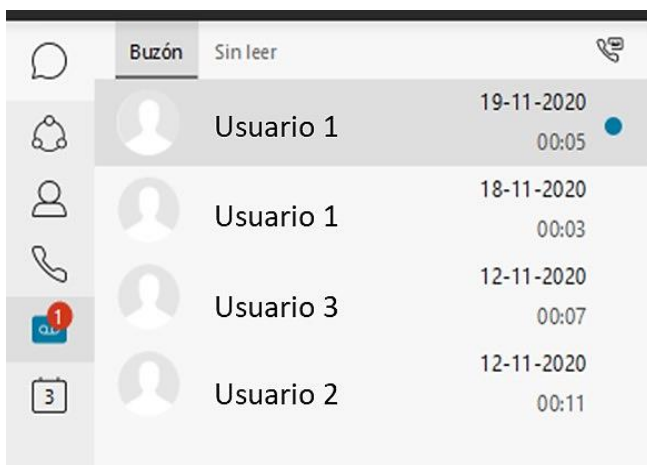 Buzón Sin leer
Usuario 1 19-11-2020
00:05
Usuario 1 18-11-2020
00:03
Usuario 3 12-11-2020
00:07
1
Usuario 2 12-11-2020
00:11
3